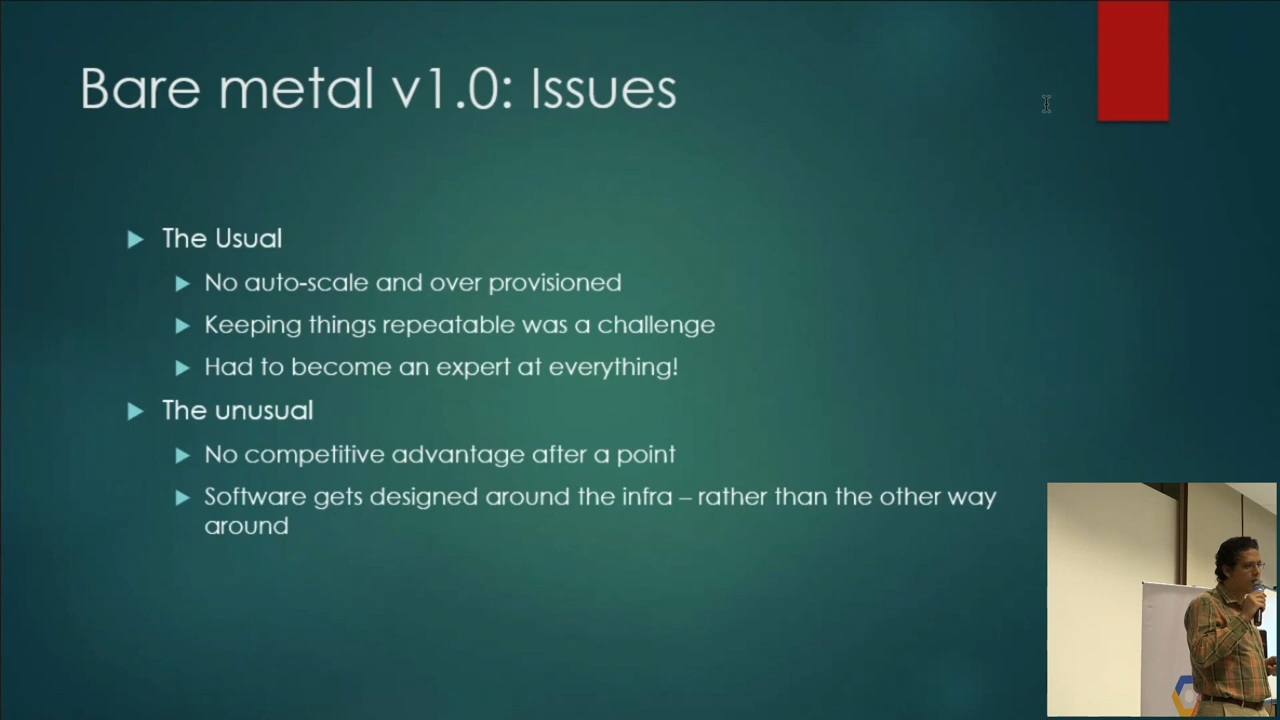 Bare metal v1.0: Issues
The Usual
No auto-scale and over provisioned
Keeping things repeatable was a challenge
Had to become an expert at everything!
The unusual
No competitive advantage after a point
Software gets designed around the infra – rather than the other way
around